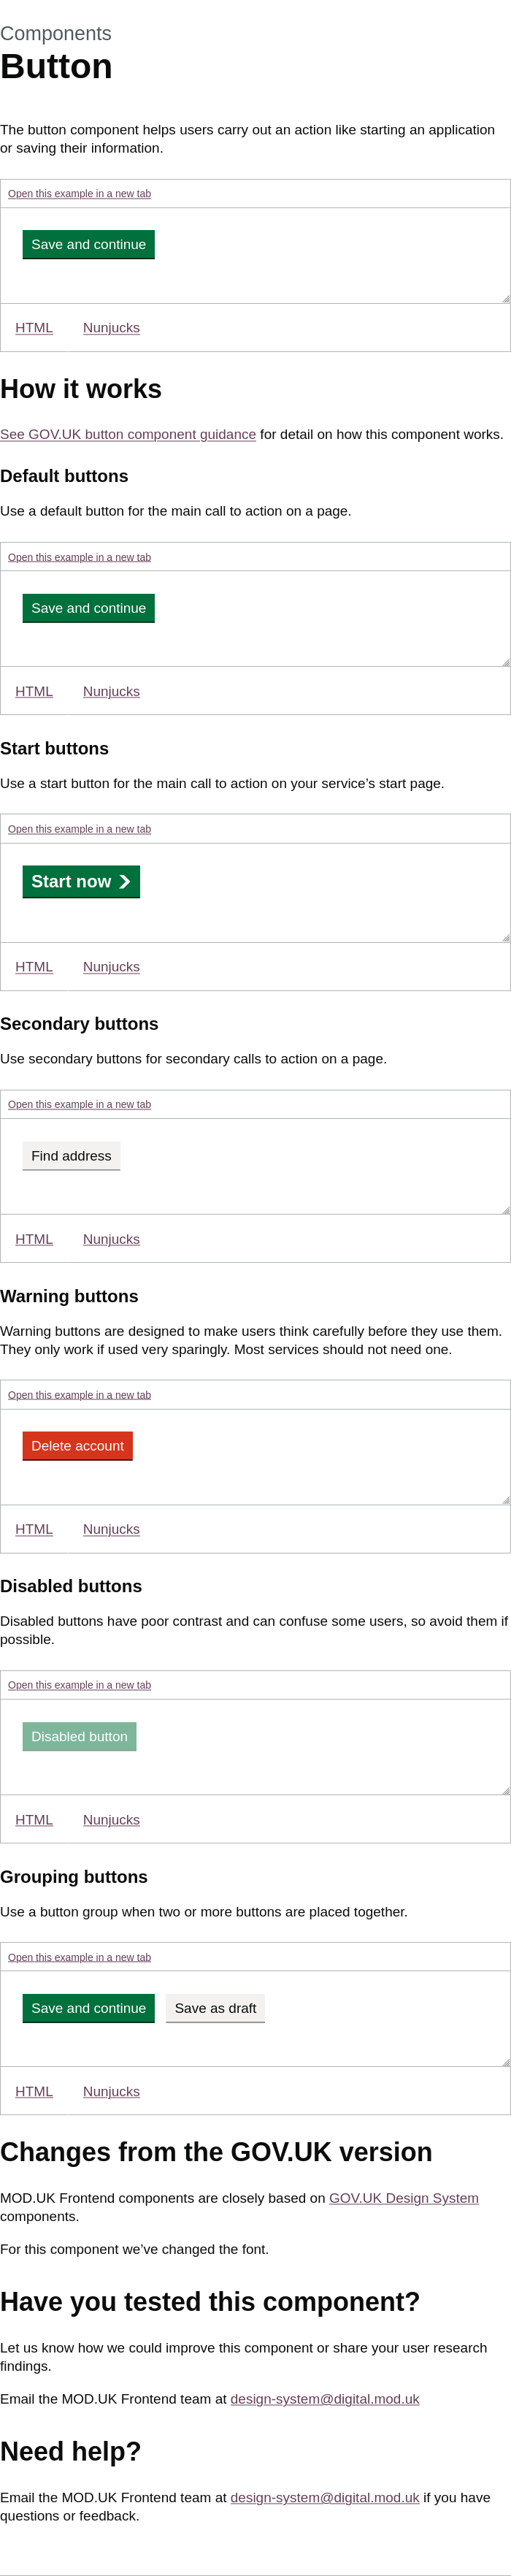 Components
Button
The button component helps users carry out an action like starting an application
or saving their information.
Open this example in a new tab
Save and continue
HTML Nunjucks
How it works
See GOV.UK button component guidance for detail on how this component works.
Default buttons
Use a default button for the main call to action on a page.
Open this example in a new tab
Save and continue
HTML Nunjucks
Start buttons
Use a start button for the main call to action on your service’s start page.
Open this example in a new tab
Start now
HTML Nunjucks
Secondary buttons
Use secondary buttons for secondary calls to action on a page.
Open this example in a new tab
Find address
HTML Nunjucks
Warning buttons
Warning buttons are designed to make users think carefully before they use them.
They only work if used very sparingly. Most services should not need one.
Open this example in a new tab
Delete account
HTML Nunjucks
Disabled buttons
Disabled buttons have poor contrast and can confuse some users, so avoid them if
possible.
Open this example in a new tab
Disabled button
HTML Nunjucks
Grouping buttons
Use a button group when two or more buttons are placed together.
Open this example in a new tab
Save and continue Save as draft
HTML Nunjucks
Changes from the GOV.UK version
MOD.UK Frontend components are closely based on GOV.UK Design System
components.
For this component we’ve changed the font.
Have you tested this component?
Let us know how we could improve this component or share your user research
findings.
Email the MOD.UK Frontend team at design-system@digital.mod.uk
Need help?
Email the MOD.UK Frontend team at design-system@digital.mod.uk if you have
questions or feedback.